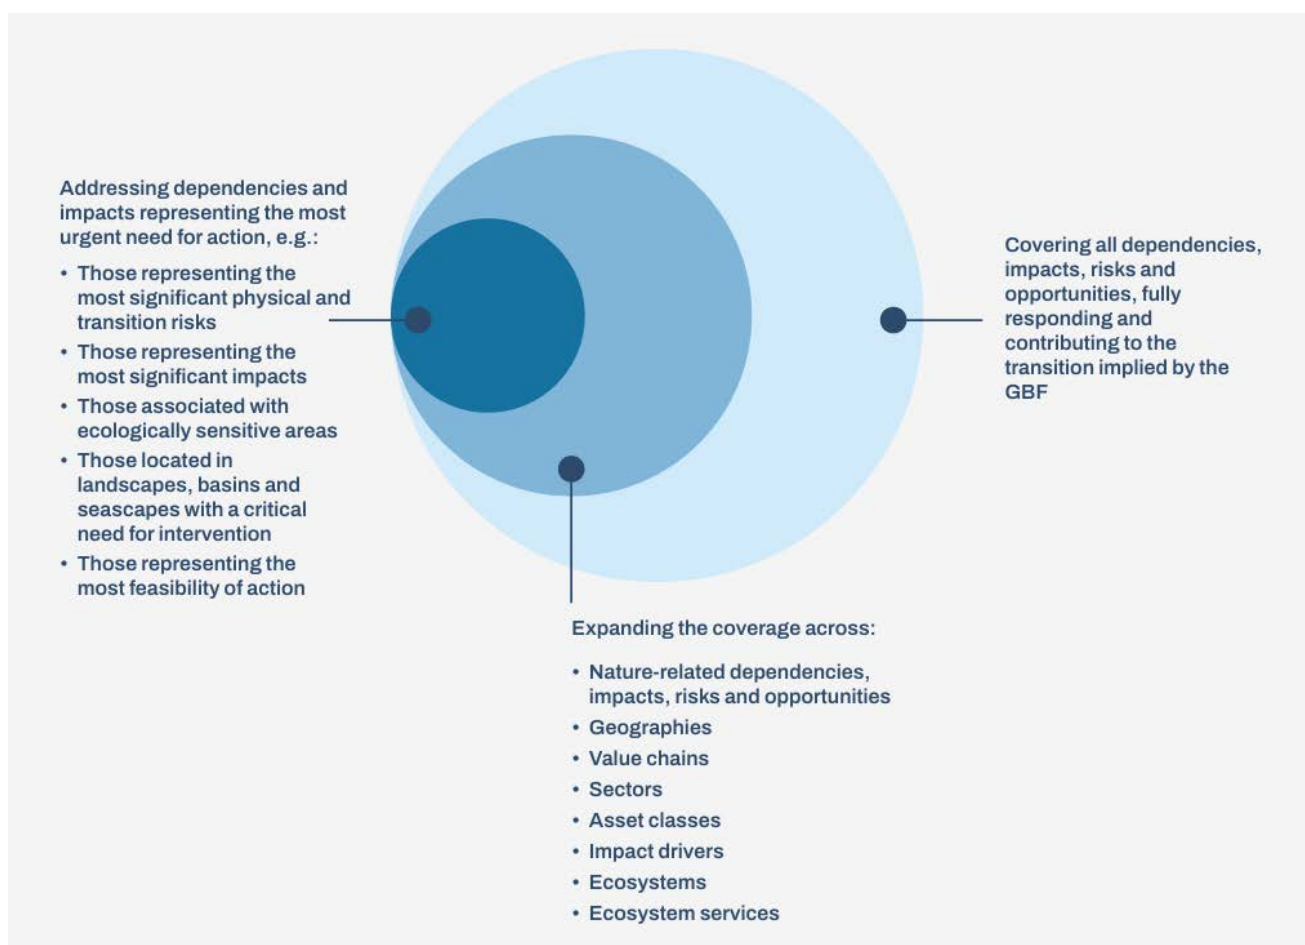 Addressing dependencies and
impacts representing the most
urgent need for action, e.g.:
• Those representing the
most significant physical and
transition risks
• Those representing the
most significant impacts
• Those associated with
ecologically sensitive areas
• Those located in
landscapes, basins and
seascapes with a critical
need for intervention
• Those representing the
most feasibility of action
Expanding the coverage across:
• Nature-related dependencies,
impacts, risks and opportunities
• Geographies
• Value chains
• Sectors
• Asset classes
• Impact drivers
• Ecosystems
• Ecosystem services
Covering all dependencies,
impacts, risks and
opportunities, fully
responding and
contributing to the
transition implied by the
GBF